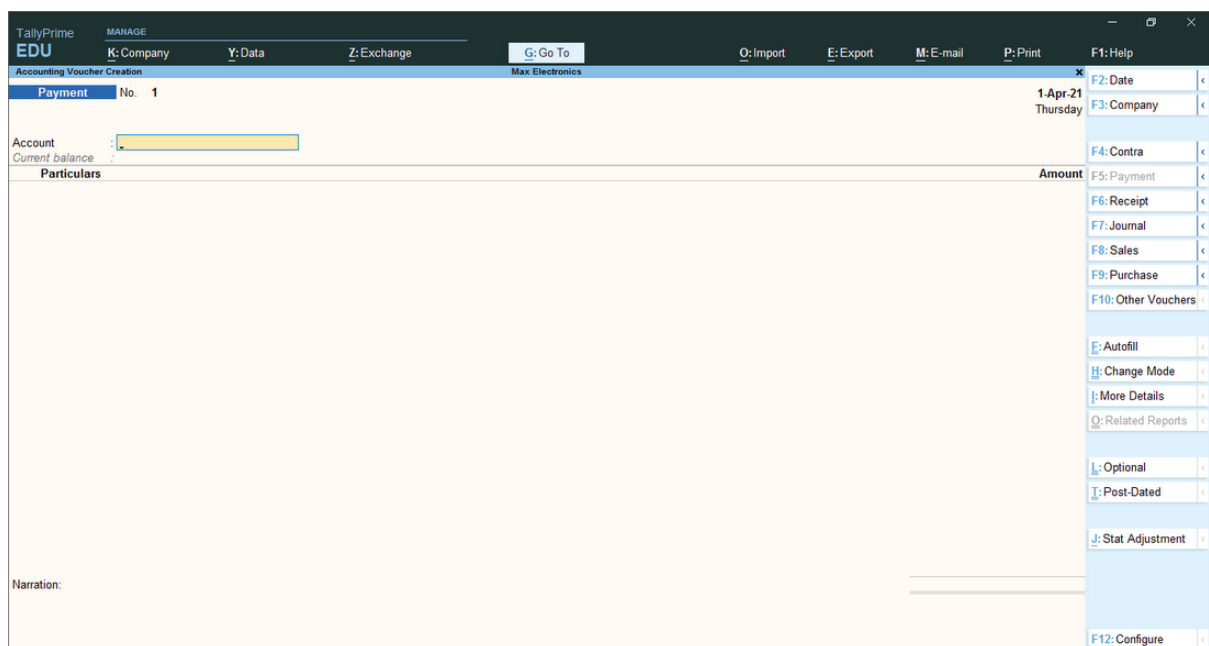 TallyPrime
EDU
MANAGE
K: Company
Y: Data
Z: Exchange
G: Go To
O: Import
E: Export
M: E-mail
P: Print
F1: Help
Accounting Voucher Creation
Max Electronics
Payment No. 1
1-Apr-21
Thursday
Account :
Current balance :
Particulars Amount
Narration:
F2: Date
F3: Company
F4: Contra
F5: Payment
F6: Receipt
F7: Journal
F8: Sales
F9: Purchase
F10: Other Vouchers
F: Autofill
H: Change Mode
I: More Details
O: Related Reports
L: Optional
T: Post-Dated
J: Stat Adjustment
F12: Configure